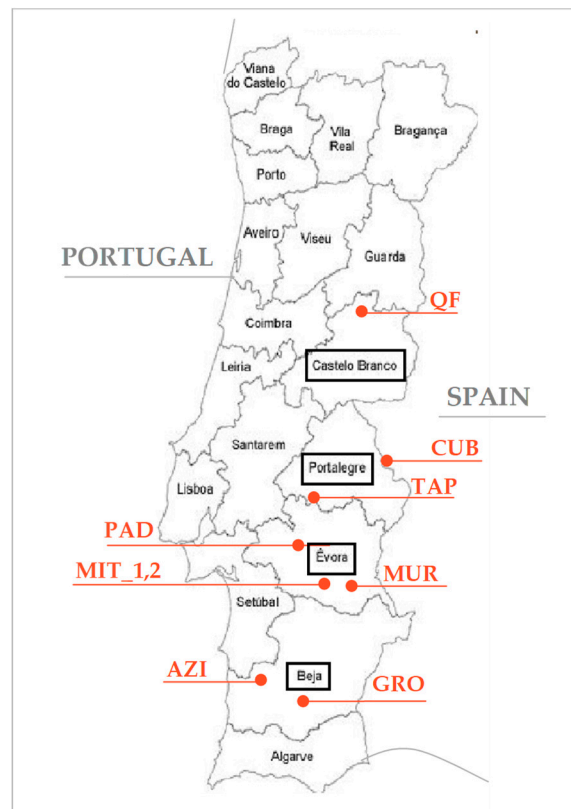 Viana
do Castelo
Braga
Vila
Real
Bragança
Porto
Aveiro
Viseu
PORTUGAL
Guarda
QF
Coimbra
Leiria
Castelo Branco
SPAIN
Santarem
CUB
Portalegre
Lisboa
TAP
PAD
Évora
MIT_1,2
MUR
Setúbal
AZI
Beja
GRO
Algarve